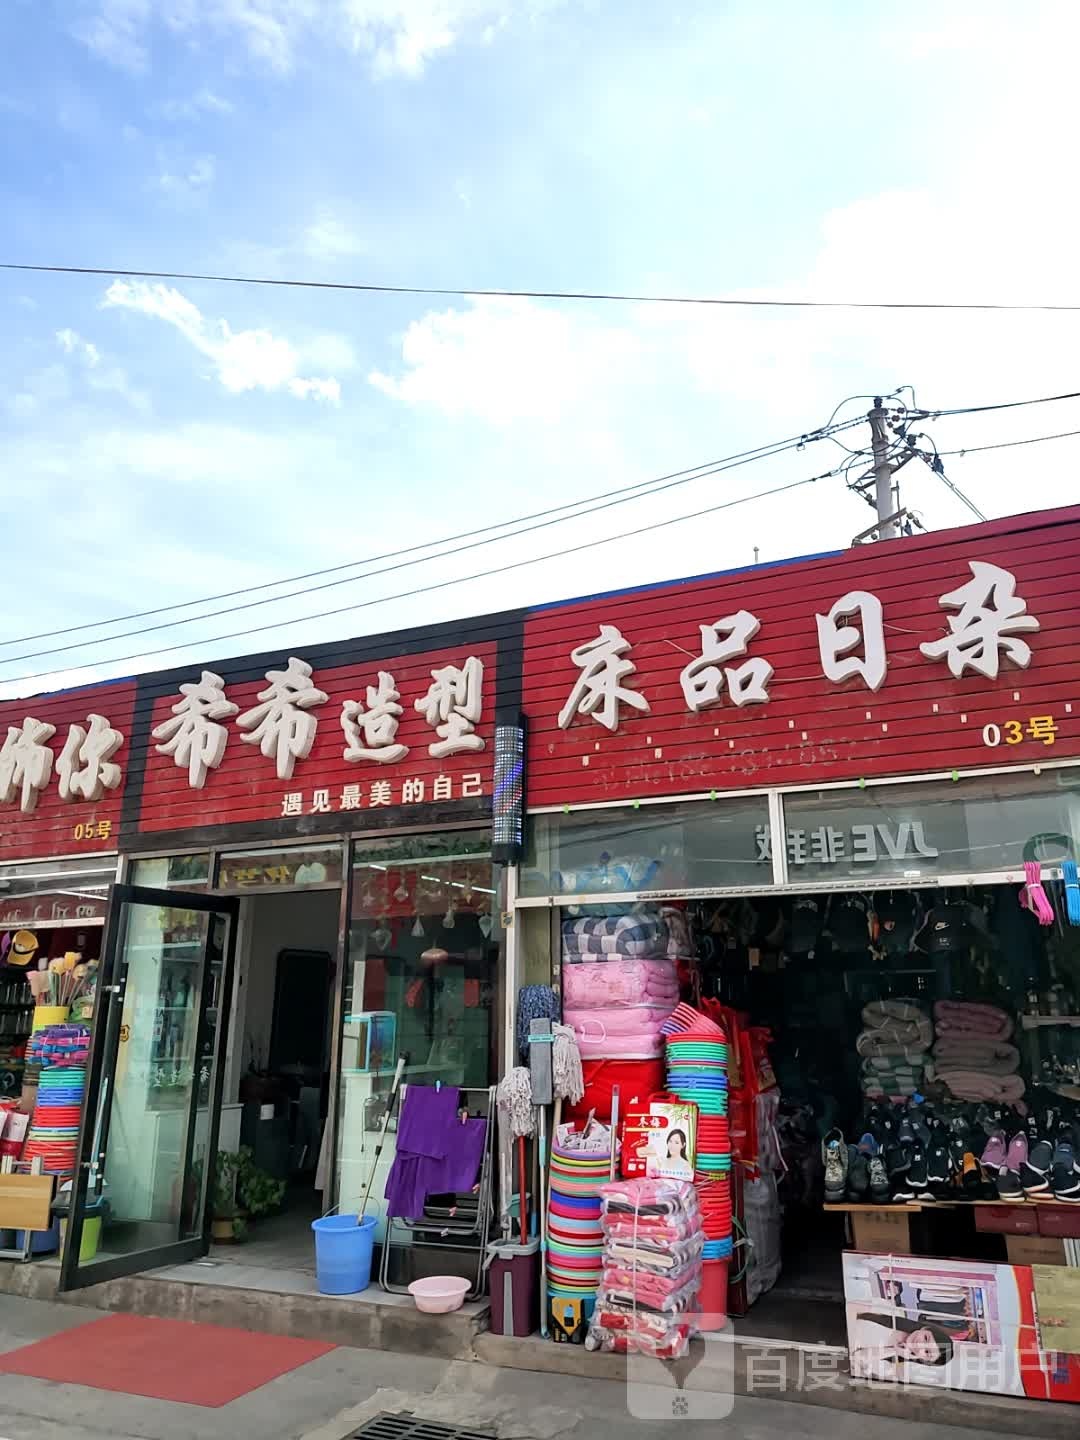 饰你
05号
希希造型
遇见最美的自己
床品日杂
03号
JVE非我
百度地图用户